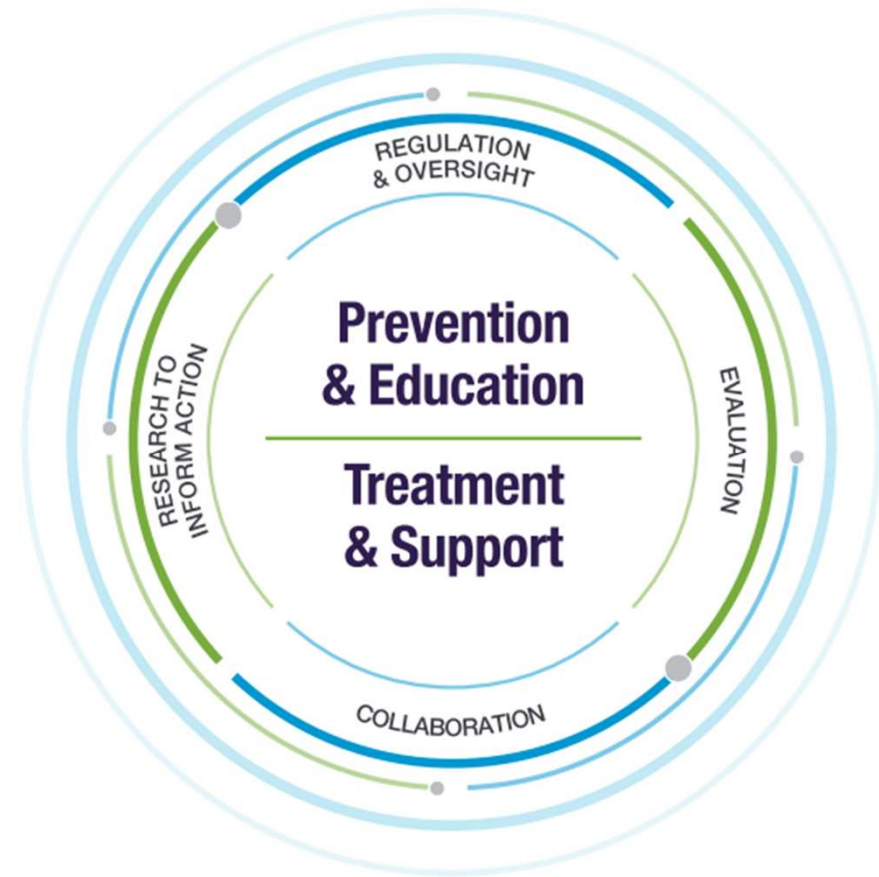 REGULATION
& OVERSIGHT
Prevention
& Education
Treatment
& Support
EVALUATION
COLLABORATION
RESEARCH TO
INFORM ACTION